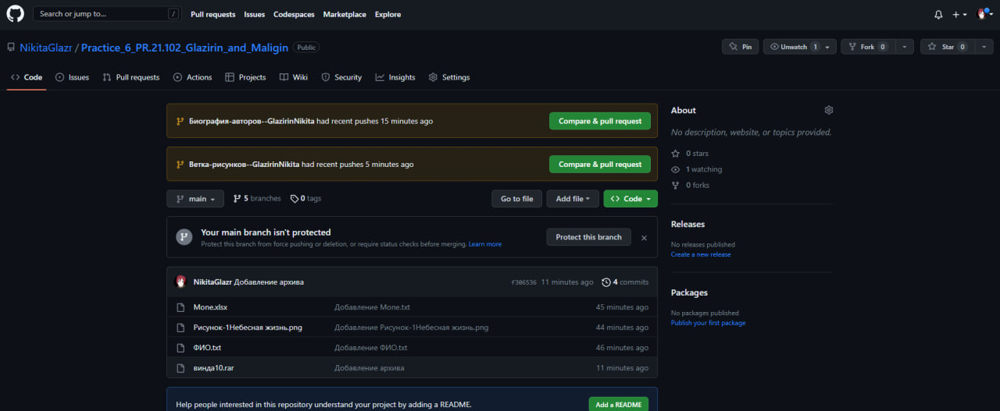 Search or jump to... /
Pull requests Issues Codespaces Marketplace Explore
NikitaGlazr / Practice_6_PR.21.102_Glazirin_and_Maligin Public
Pin Unwatch 1 Fork 0 Star 0
Code Issues Pull requests Actions Projects Wiki Security Insights Settings
Биография-авторов--GlazirinNikita had recent pushes 15 minutes ago
Compare & pull request
Ветка-рисунков--GlazirinNikita had recent pushes 5 minutes ago
Compare & pull request
main 5 branches 0 tags
Go to file Add file Code
Your main branch isn't protected
Protect this branch from force pushing or deletion, or require status checks before merging. Learn more
Protect this branch
NikitaGlazr Добавление архива f306536 11 minutes ago 4 commits
Mone.xlsx Добавление Mone.txt 45 minutes ago
Рисунок-1Небесная жизнь.png Добавление Рисунок-1Небесная жизнь.png 44 minutes ago
ФИО.txt Добавление ФИО.txt 46 minutes ago
винда10.rar Добавление архива 11 minutes ago
Help people interested in this repository understand your project by adding a README.
Add a README
About
No description, website, or topics provided.
0 stars
1 watching
0 forks
Releases
No releases published
Create a new release
Packages
No packages published
Publish your first package